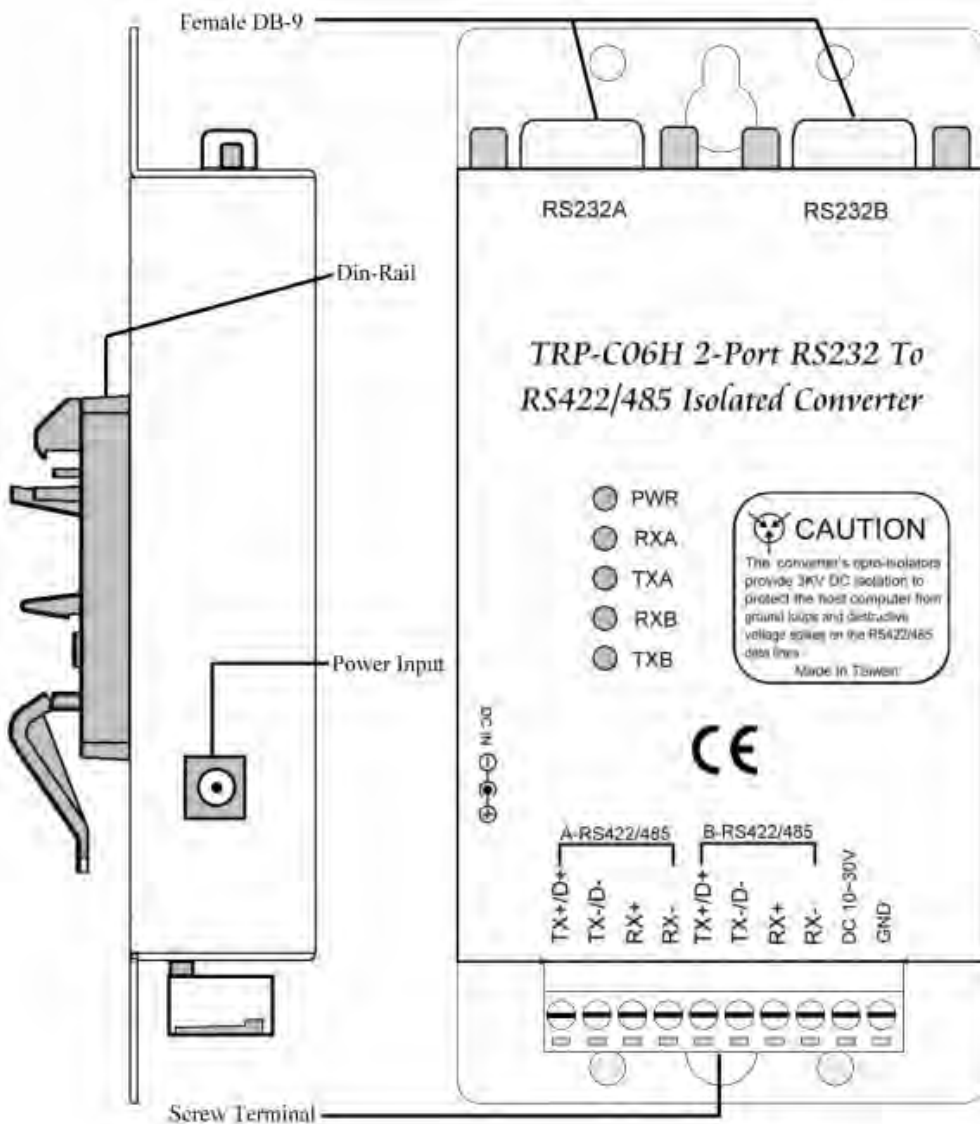 Female DB-9
RS232A
RS232B
Din-Rail
TRP-C06H 2-Port RS232 To
RS422/485 Isolated Converter
PWR
RXA
TXA
RXB
TXB
CAUTION
The converter's opto-isolators
provide 3KV DC isolation to
protect the host computer from
ground loops and destructive
voltage spikes on the RS422/485
data lines.
Made in Taiwan
Power Input
DC IN
CE
A-RS422/485
B-RS422/485
TX+/D+
TX-/D-
RX+
RX-
TX+/D+
TX-/D-
RX+
RX-
DC 10~30V
GND
Screw Terminal